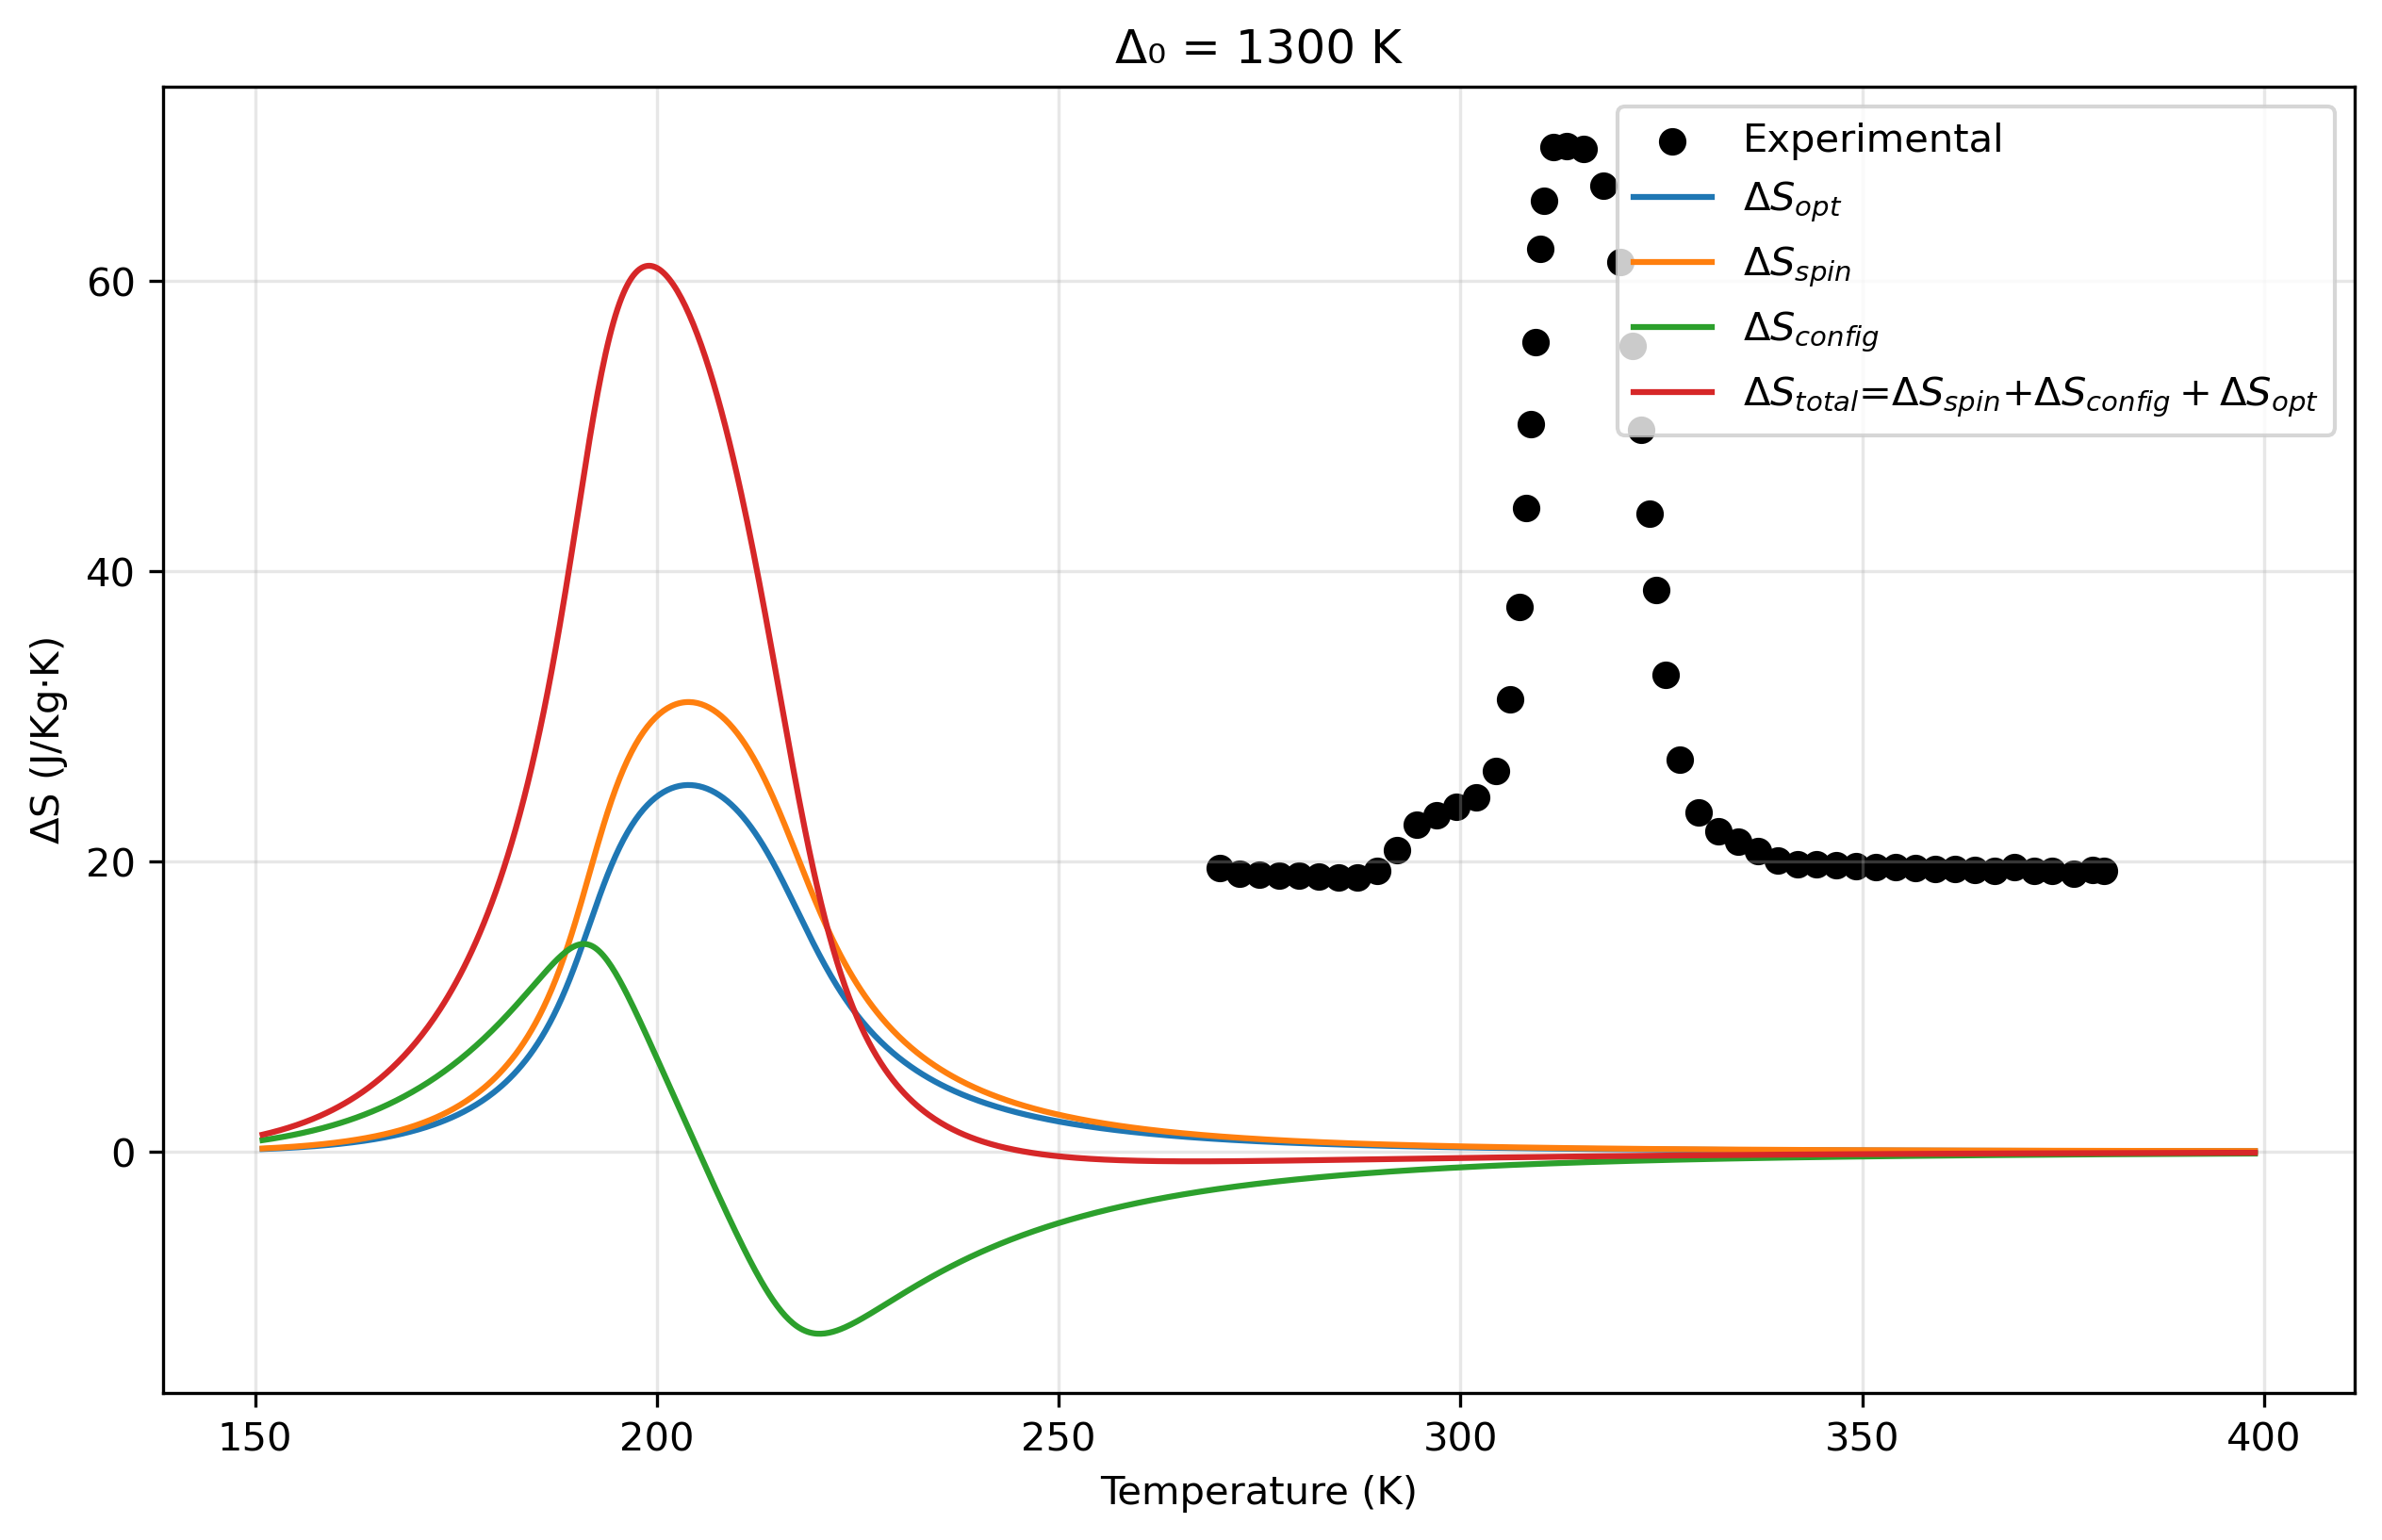 Δ₀ = 1300 K
Experimental
ΔS_opt
ΔS_spin
ΔS_config
ΔS_total=ΔS_spin+ΔS_config + ΔS_opt
ΔS (J/Kg·K)
60
40
20
0
150 200 250 300 350 400
Temperature (K)